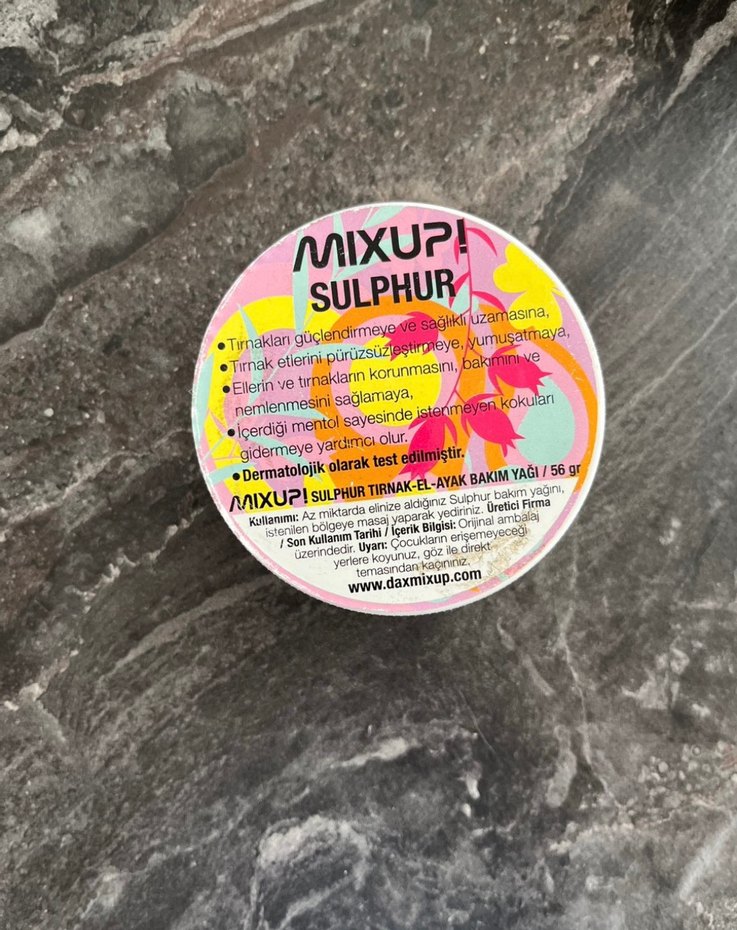 MIXUP!
SULPHUR
•Tırnakları güçlendirmeye ve sağlıklı uzamasına,
•Tırnak etlerini pürüzsüzleştirmeye, yumuşatmaya,
•Ellerin ve tırnakların korunmasını, bakımını ve
nemlenmesini sağlamaya,
•İçerdiği mentol sayesinde istenmeyen kokuları
gidermeye yardımcı olur.
•Dermatolojik olarak test edilmiştir.
MIXUP! SULPHUR TIRNAK-EL-AYAK BAKIM YAĞI / 56 gr
Kullanımı: Az miktarda elinize aldığınız Sulphur bakım yağını,
istenilen bölgeye masaj yaparak yediriniz. Üretici Firma
/ Son Kullanım Tarihi / İçerik Bilgisi: Orijinal ambalaj
üzerindedir. Uyarı: Çocukların erişemeyeceği
yerlere koyunuz, göz ile direkt
temasından kaçınınız.
www.daxmixup.com